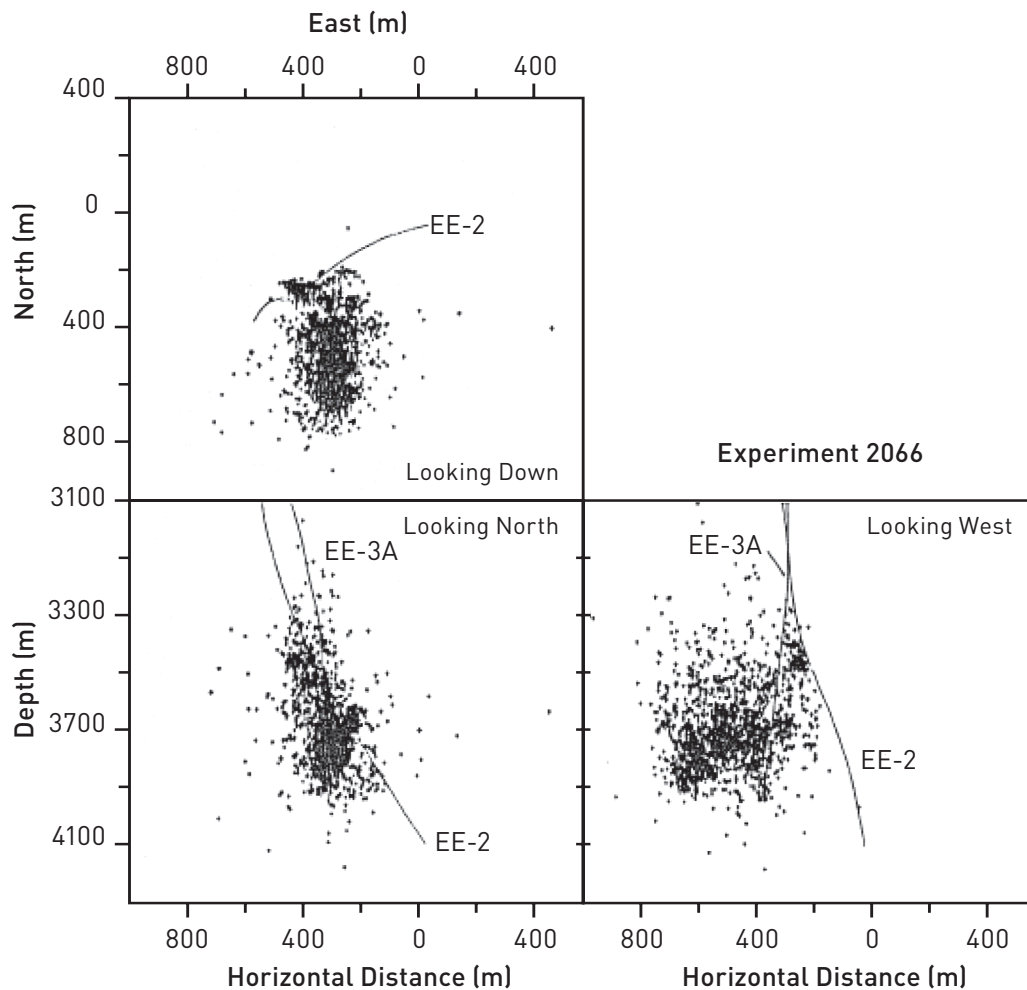 East (m)
800 400 0 400
400
0
400
800
North (m)
EE-2
Looking Down
Experiment 2066
3100
3300
3700
4100
Depth (m)
Looking North
EE-3A
EE-2
Looking West
EE-3A
EE-2
800 400 0 400
Horizontal Distance (m)
800 400 0 400
Horizontal Distance (m)